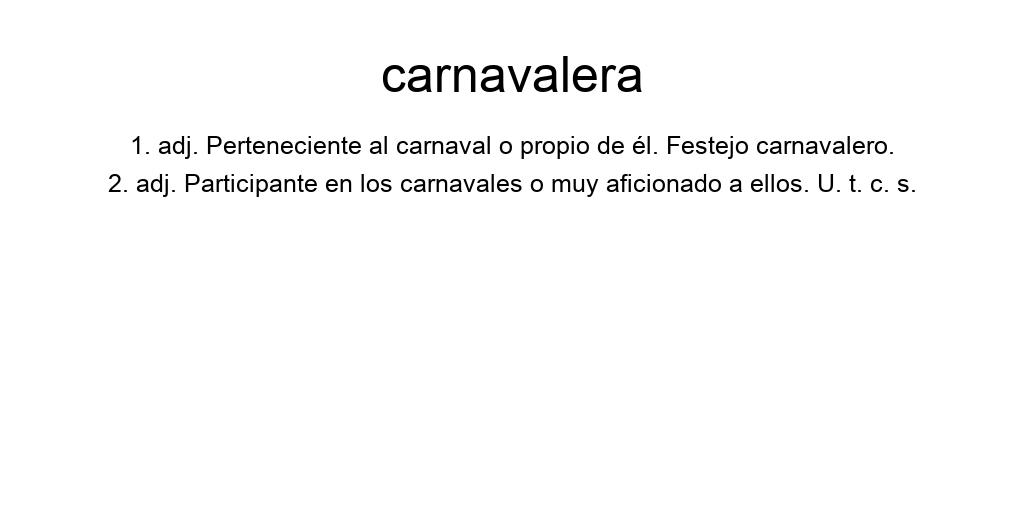 carnavalera
1. adj. Perteneciente al carnaval o propio de él. Festejo carnavalero.
2. adj. Participante en los carnavales o muy aficionado a ellos. U. t. c. s.